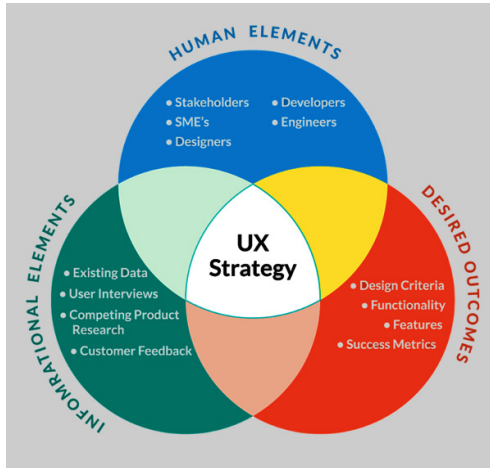 HUMAN ELEMENTS
• Stakeholders
• SME's
• Designers
• Developers
• Engineers
UX
Strategy
INFOMRATIONAL ELEMENTS
• Existing Data
• User Interviews
• Competing Product
Research
• Customer Feedback
DESIRED OUTCOMES
• Design Criteria
• Functionality
• Features
• Success Metrics